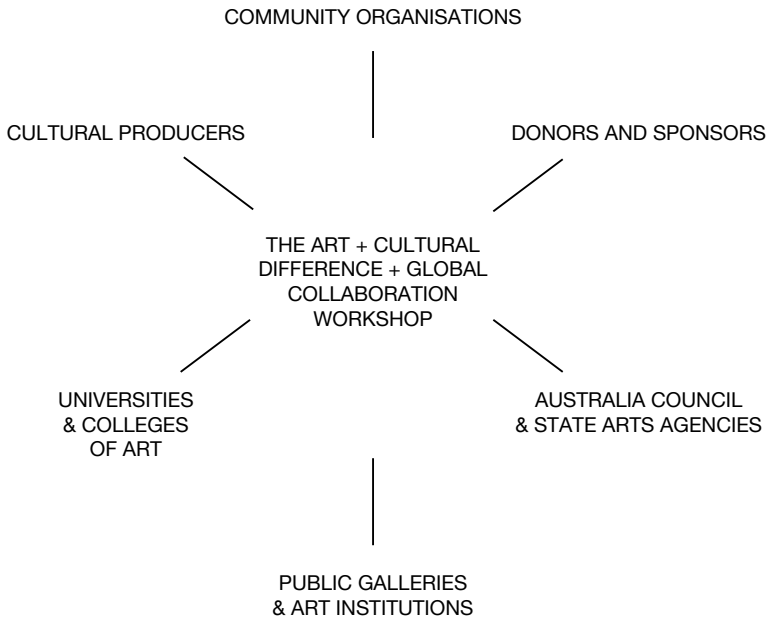 COMMUNITY ORGANISATIONS
CULTURAL PRODUCERS
DONORS AND SPONSORS
THE ART + CULTURAL
DIFFERENCE + GLOBAL
COLLABORATION
WORKSHOP
UNIVERSITIES
& COLLEGES
OF ART
AUSTRALIA COUNCIL
& STATE ARTS AGENCIES
PUBLIC GALLERIES
& ART INSTITUTIONS